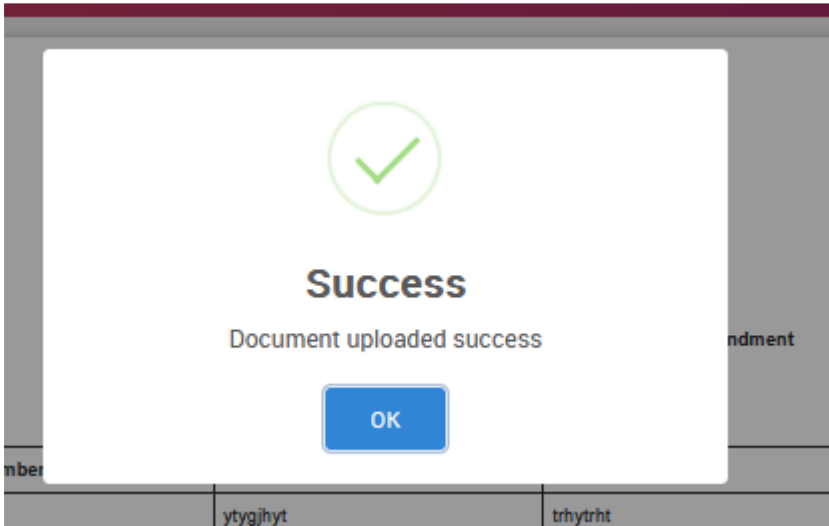 Success
Document uploaded success
ndment
OK
mber
ytygjhyt trhytrht